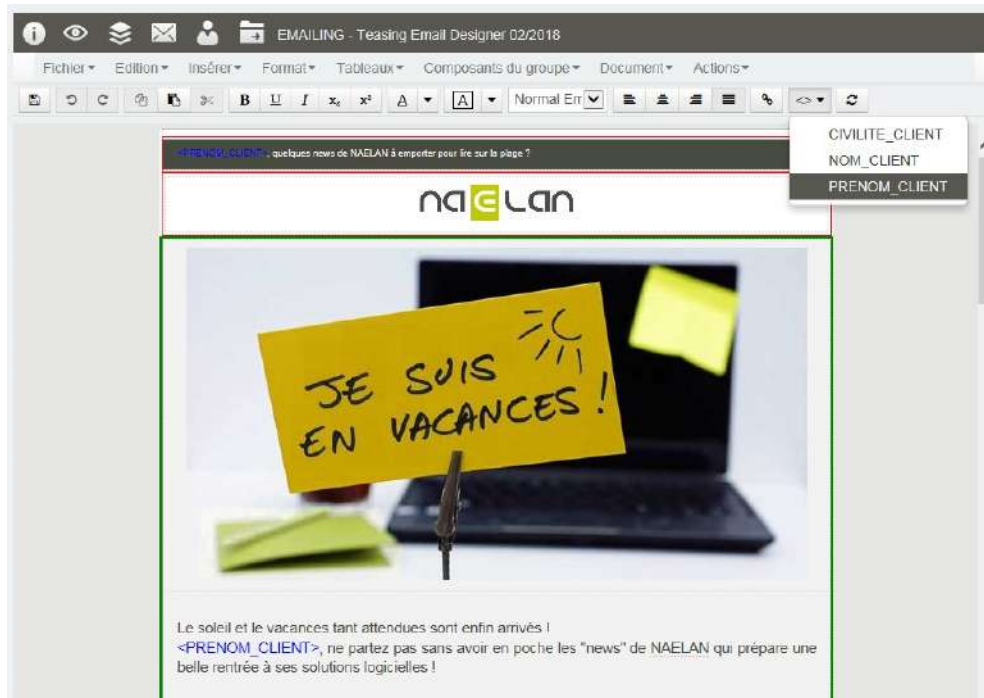 EMAILING - Teasing Email Designer 02/2018
Fichier Edition Insérer Format Tableaux Composants du groupe Document Actions
B U I x₂ x² A A Normal Em
CIVILITE_CLIENT
NOM_CLIENT
PRENOM_CLIENT
<PRENOM_CLIENT>, quelques news de NAELAN à emporter pour lire sur la plage ?
naeLan
JE SUIS
EN VACANCES !
Le soleil et le vacances tant attendues sont enfin arrivés !
<PRENOM_CLIENT>, ne partez pas sans avoir en poche les "news" de NAELAN qui prépare une
belle rentrée à ses solutions logicielles !